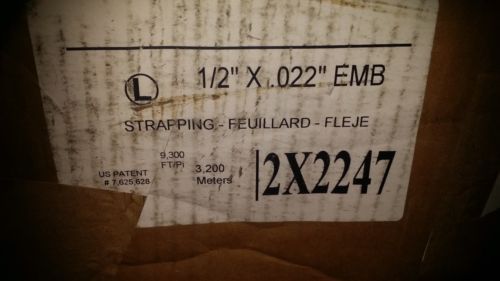 L 1/2" X .022" EMB
STRAPPING - FEUILLARD - FLEJE
US PATENT
# 7,625,628
9,300
FT/Pi
3,200
Meters
2X2247